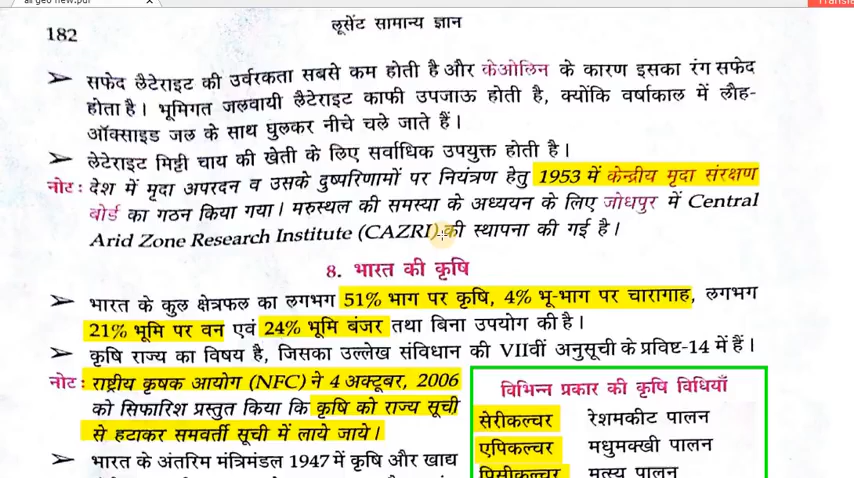 182
लूसेंट सामान्य ज्ञान
➤ सफेद लैटेराइट की उर्वरकता सबसे कम होती है और केओलिन के कारण इसका रंग सफेद
होता है। भूमिगत जलवायी लैटेराइट काफी उपजाऊ होती है, क्योंकि वर्षाकाल में लौह-
ऑक्साइड जल के साथ घुलकर नीचे चले जाते हैं।
➤ लेटेराइट मिट्टी चाय की खेती के लिए सर्वाधिक उपयुक्त होती है।
नोट : देश में मृदा अपरदन व उसके दुष्परिणामों पर नियंत्रण हेतु 1953 में केन्द्रीय मृदा संरक्षण
बोर्ड का गठन किया गया। मरुस्थल की समस्या के अध्ययन के लिए जोधपुर में Central
Arid Zone Research Institute (CAZRI) की स्थापना की गई है।
8. भारत की कृषि
➤ भारत के कुल क्षेत्रफल का लगभग 51% भाग पर कृषि, 4% भू-भाग पर चारागाह, लगभग
21% भूमि पर वन एवं 24% भूमि बंजर तथा बिना उपयोग की है।
➤ कृषि राज्य का विषय है, जिसका उल्लेख संविधान की VIIवीं अनुसूची के प्रविष्ट-14 में हैं।
नोट : राष्ट्रीय कृषक आयोग (NFC) ने 4 अक्टूबर, 2006
को सिफारिश प्रस्तुत किया कि कृषि को राज्य सूची
से हटाकर समवर्ती सूची में लाये जाये।
➤ भारत के अंतरिम मंत्रिमंडल 1947 में कृषि और खाद्य
विभिन्न प्रकार की कृषि विधियाँ
सेरीकल्चर रेशमकीट पालन
एपिकल्चर मधुमक्खी पालन
पिसीकल्चर मत्स्य पालन